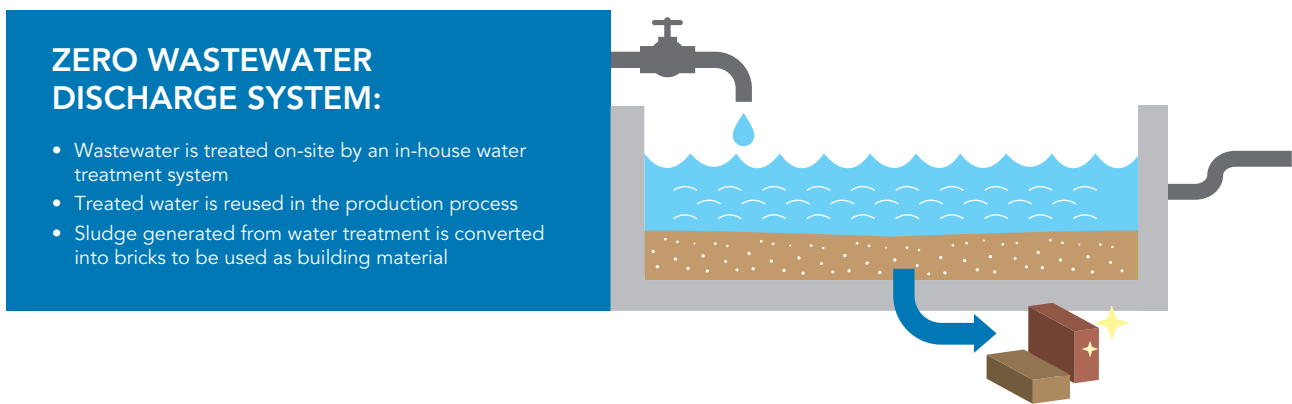 ZERO WASTEWATER
DISCHARGE SYSTEM:
• Wastewater is treated on-site by an in-house water
treatment system
• Treated water is reused in the production process
• Sludge generated from water treatment is converted
into bricks to be used as building material